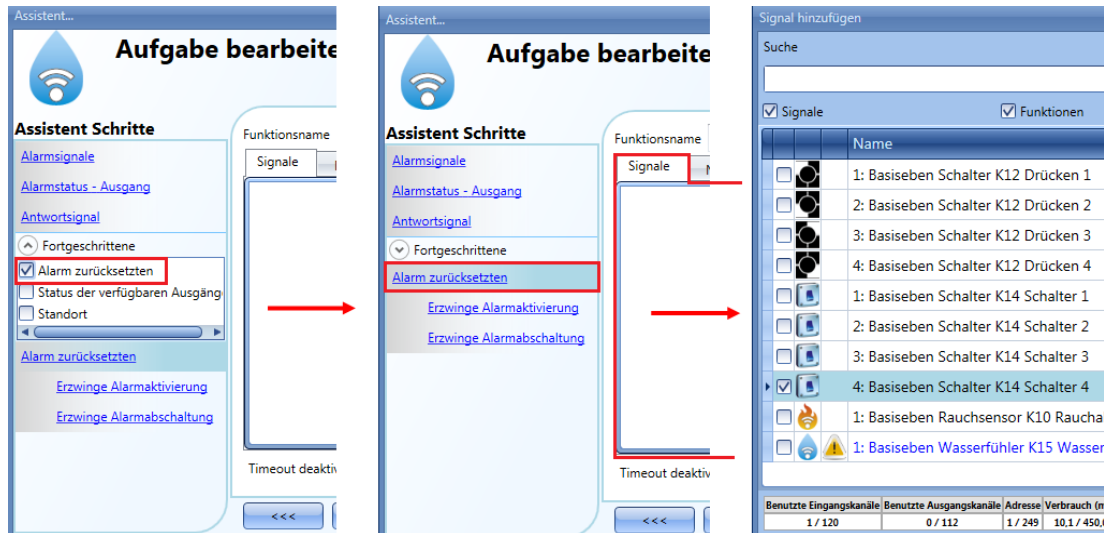 Assistent...
Aufgabe bearbeite
Assistent Schritte
Alarmsignale
Alarmstatus - Ausgang
Antwortsignal
Fortgeschrittene
Alarm zurücksetzten
Status der verfügbaren Ausgäng
Standort
Alarm zurücksetzten
Erzwinge Alarmaktivierung
Erzwinge Alarmabschaltung
Funktionsname
Signale
Timeout deaktiv
<<<
Assistent...
Aufgabe bearbeite
Assistent Schritte
Alarmsignale
Alarmstatus - Ausgang
Antwortsignal
Fortgeschrittene
Alarm zurücksetzten
Erzwinge Alarmaktivierung
Erzwinge Alarmabschaltung
Funktionsname
Signale
Timeout deaktiv
<<<
Signal hinzufügen
Suche
Signale
Funktionen
Name
1: Basiseben Schalter K12 Drücken 1
2: Basiseben Schalter K12 Drücken 2
3: Basiseben Schalter K12 Drücken 3
4: Basiseben Schalter K12 Drücken 4
1: Basiseben Schalter K14 Schalter 1
2: Basiseben Schalter K14 Schalter 2
3: Basiseben Schalter K14 Schalter 3
4: Basiseben Schalter K14 Schalter 4
1: Basiseben Rauchsensor K10 Raucha
1: Basiseben Wasserfühler K15 Wasser
Benutzte Eingangskanäle Benutzte Ausgangskanäle Adresse Verbrauch (m
1 / 120 0 / 112 1 / 249 10,1 / 450,